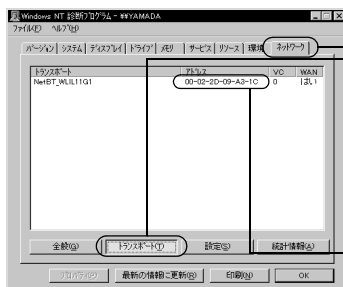 Windows NT 診断ﾌﾟﾛｸﾞﾗﾑ - ¥¥YAMADA
ﾌｧｲﾙ(F) ﾍﾙﾌﾟ(H)
ﾊﾞｰｼﾞｮﾝ システム ﾃﾞｨｽﾌﾟﾚｲ ﾄﾞﾗｲﾌﾞ ﾒﾓﾘ サービス リソース 環境 ﾈｯﾄﾜｰｸ
ﾄﾗﾝｽﾎﾟｰﾄ ｱﾄﾞﾚｽ VC WAN
NetBT_WLIL11G1 00-02-2D-09-A3-1C 0 はい
全般(G) ﾄﾗﾝｽﾎﾟｰﾄ(T) 設定(S) 統計情報(A)
ﾌﾟﾛﾊﾟﾃｨ(P) 最新の情報に更新(R) 印刷(N) OK